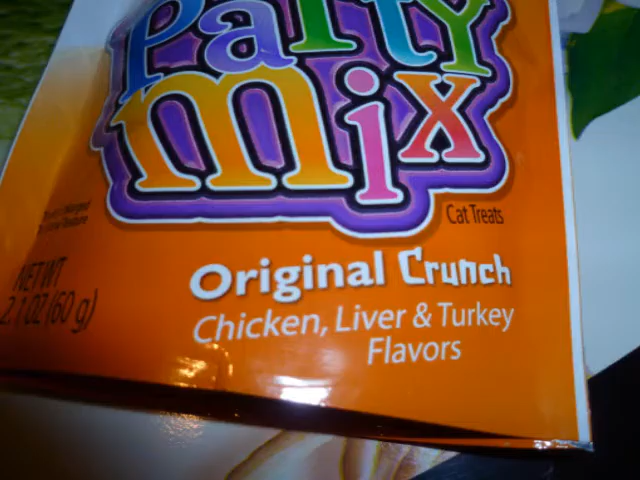 Party
mix
Cat Treats
Original Crunch
Chicken, Liver & Turkey
Flavors
NET WT
2.1 OZ (60 g)